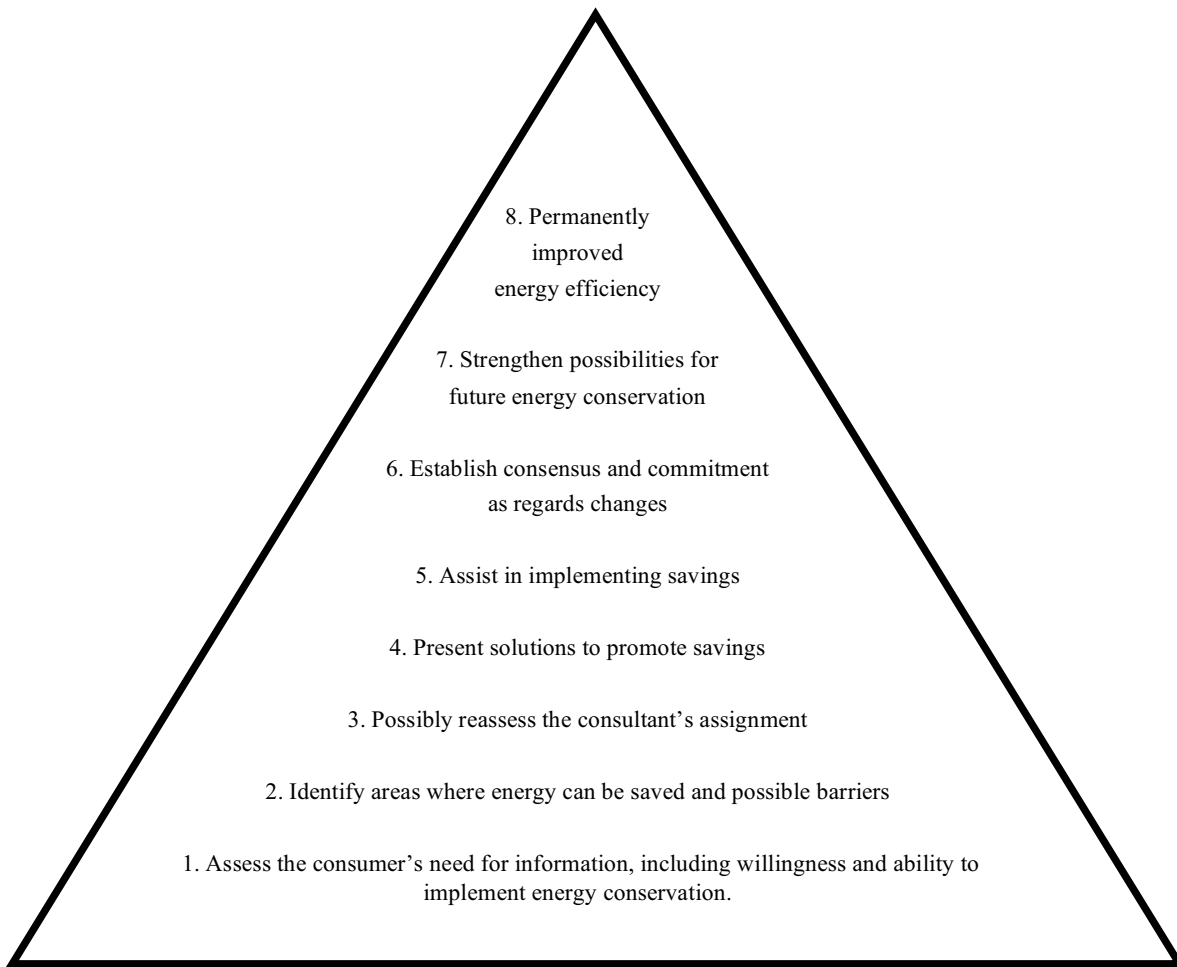 8. Permanently
improved
energy efficiency
7. Strengthen possibilities for
future energy conservation
6. Establish consensus and commitment
as regards changes
5. Assist in implementing savings
4. Present solutions to promote savings
3. Possibly reassess the consultant’s assignment
2. Identify areas where energy can be saved and possible barriers
1. Assess the consumer’s need for information, including willingness and ability to
implement energy conservation.